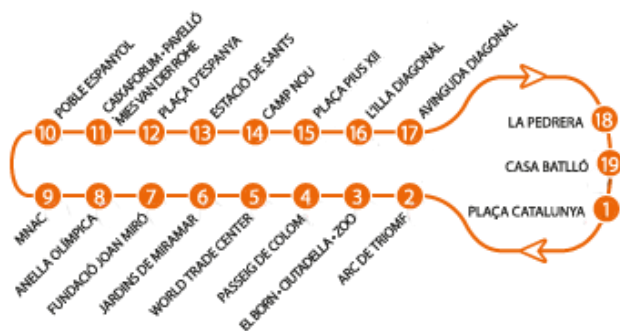 POBLE ESPANYOL
CAIXAFORUM • PAVELLÓ
MIES VAN DER ROHE
PLAÇA D'ESPANYA
ESTACIÓ DE SANTS
CAMP NOU
PLAÇA PIUS XII
L'ILLA DIAGONAL
AVINGUDA DIAGONAL
10 11 12 13 14 15 16 17
LA PEDRERA 18
CASA BATLLÓ 19
PLAÇA CATALUNYA 1
9 8 7 6 5 4 3 2
MNAC
ANELLA OLÍMPICA
FUNDACIÓ JOAN MIRÓ
JARDINS DE MIRAMAR
WORLD TRADE CENTER
PASSEIG DE COLOM
EL BORN • CIUTADELLA • ZOO
ARC DE TRIOMF